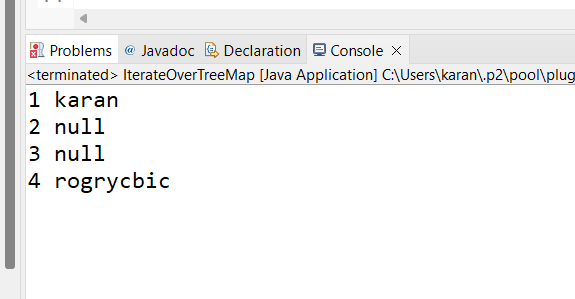 Problems @ Javadoc Declaration Console
<terminated> IterateOverTreeMap [Java Application] C:\Users\karan\.p2\pool\plug
1 karan
2 null
3 null
4 rogrycbic